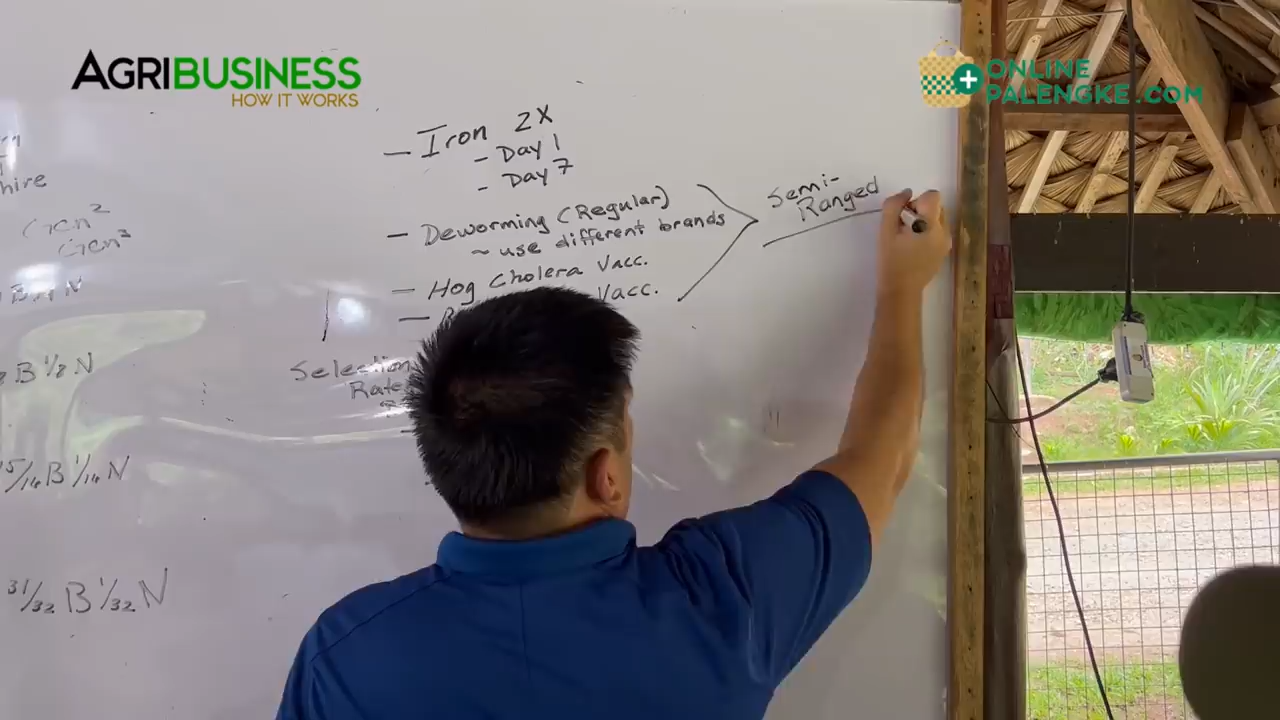 AGRIBUSINESS
HOW IT WORKS
ONLINE
PALENGKE.COM
— Iron 2X
- Day 1
- Day 7
— Deworming (Regular)
~ use different brands
— Hog Cholera Vacc.
— Vacc.
Semi-
Ranged
Selection
Rate
hire
Gen²
Gen³
N
B 1/8 N
15/16 B 1/16 N
31/32 B 1/32 N